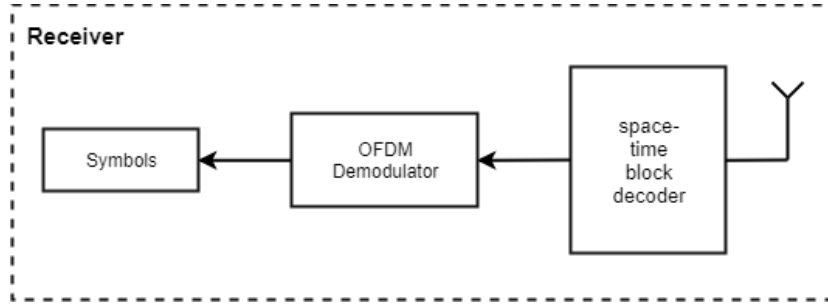 Receiver
Symbols
OFDM
Demodulator
space-
time
block
decoder